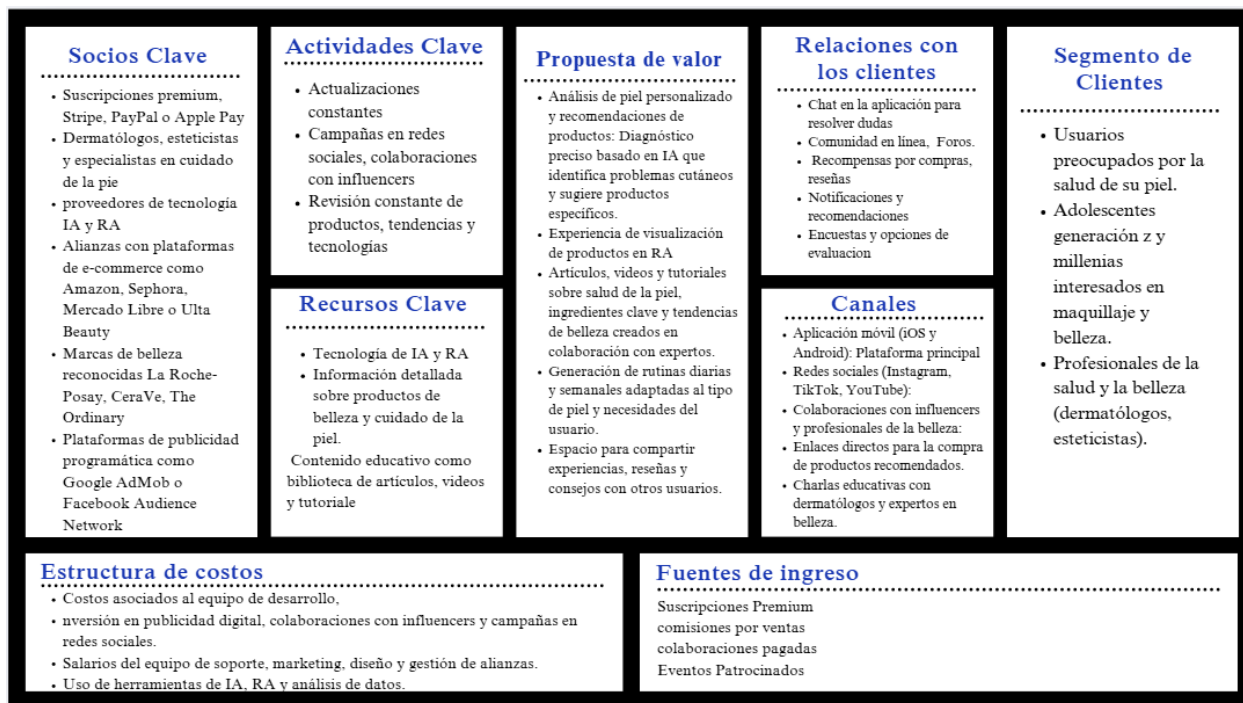 Socios Clave
Suscripciones premium,
Stripe, PayPal o Apple Pay
Dermatólogos, esteticistas
y especialistas en cuidado
de la pie
proveedores de tecnología
IA y RA
Alianzas con plataformas
de e-commerce como
Amazon, Sephora,
Mercado Libre o Ulta
Beauty
Marcas de belleza
reconocidas La Roche-
Posay, CeraVe, The
Ordinary
Plataformas de publicidad
programática como
Google AdMob o
Facebook Audience
Network
Actividades Clave
Actualizaciones
constantes
Campañas en redes
sociales, colaboraciones
con influencers
Revisión constante de
productos, tendencias y
tecnologías
Recursos Clave
Tecnología de IA y RA
Información detallada
sobre productos de
belleza y cuidado de la
piel.
Contenido educativo como
biblioteca de artículos, videos
y tutoriale
Propuesta de valor
Análisis de piel personalizado
y recomendaciones de
productos: Diagnóstico
preciso basado en IA que
identifica problemas cutáneos
y sugiere productos
específicos.
Experiencia de visualización
de productos en RA
Artículos, videos y tutoriales
sobre salud de la piel,
ingredientes clave y tendencias
de belleza creados en
colaboración con expertos.
Generación de rutinas diarias
y semanales adaptadas al tipo
de piel y necesidades del
usuario.
Espacio para compartir
experiencias, reseñas y
consejos con otros usuarios.
Relaciones con
los clientes
Chat en la aplicación para
resolver dudas
Comunidad en línea, Foros.
Recompensas por compras,
reseñas
Notificaciones y
recomendaciones
Encuestas y opciones de
evaluacion
Canales
Aplicación móvil (iOS y
Android): Plataforma principal
Redes sociales (Instagram,
TikTok, YouTube):
Colaboraciones con influencers
y profesionales de la belleza:
Enlaces directos para la compra
de productos recomendados.
Charlas educativas con
dermatólogos y expertos en
belleza.
Segmento de
Clientes
Usuarios
preocupados por la
salud de su piel.
Adolescentes
generación z y
millenias
interesados en
maquillaje y
belleza.
Profesionales de la
salud y la belleza
(dermatólogos,
esteticistas).
Estructura de costos
Costos asociados al equipo de desarrollo,
nversión en publicidad digital, colaboraciones con influencers y campañas en
redes sociales.
Salarios del equipo de soporte, marketing, diseño y gestión de alianzas.
Uso de herramientas de IA, RA y análisis de datos.
Fuentes de ingreso
Suscripciones Premium
comisiones por ventas
colaboraciones pagadas
Eventos Patrocinados